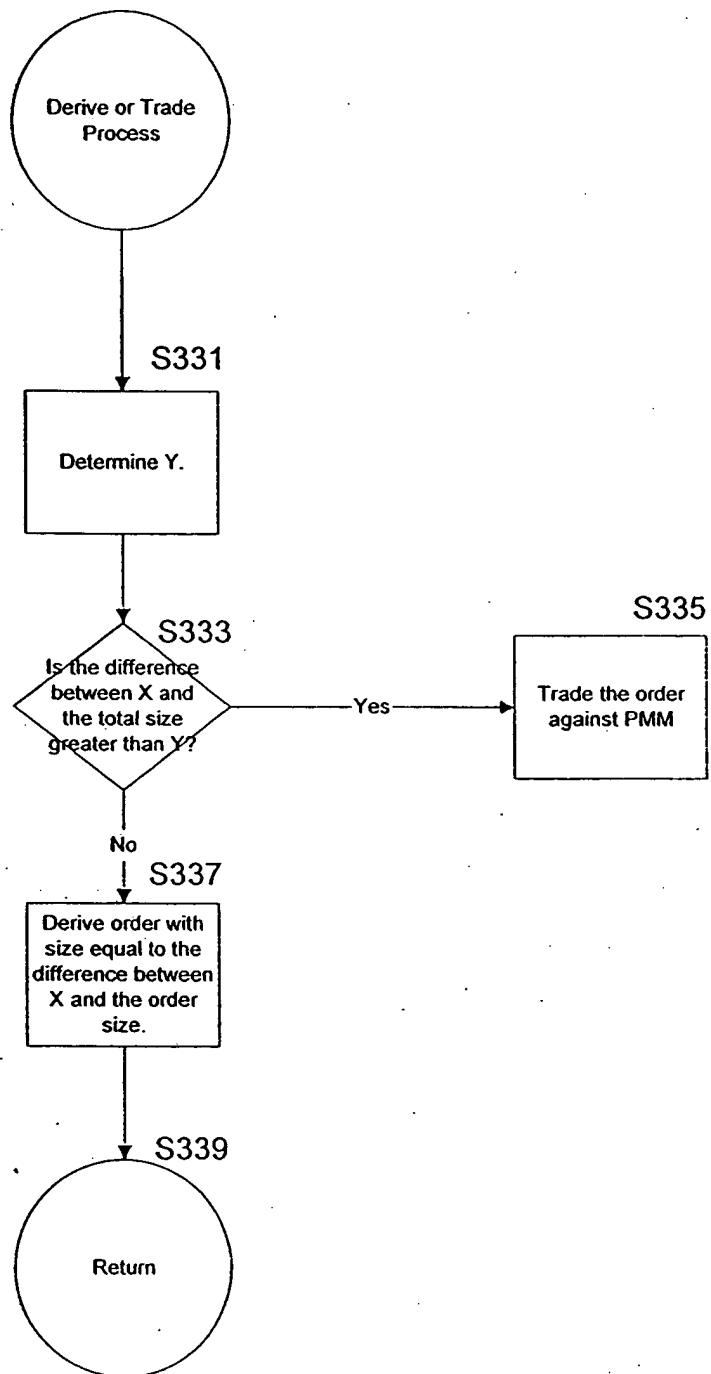 Derive or Trade
Process
S331
Determine Y.
S333
Is the difference
between X and
the total size
greater than Y?
Yes
S335
Trade the order
against PMM
No
S337
Derive order with
size equal to the
difference between
X and the order
size.
S339
Return